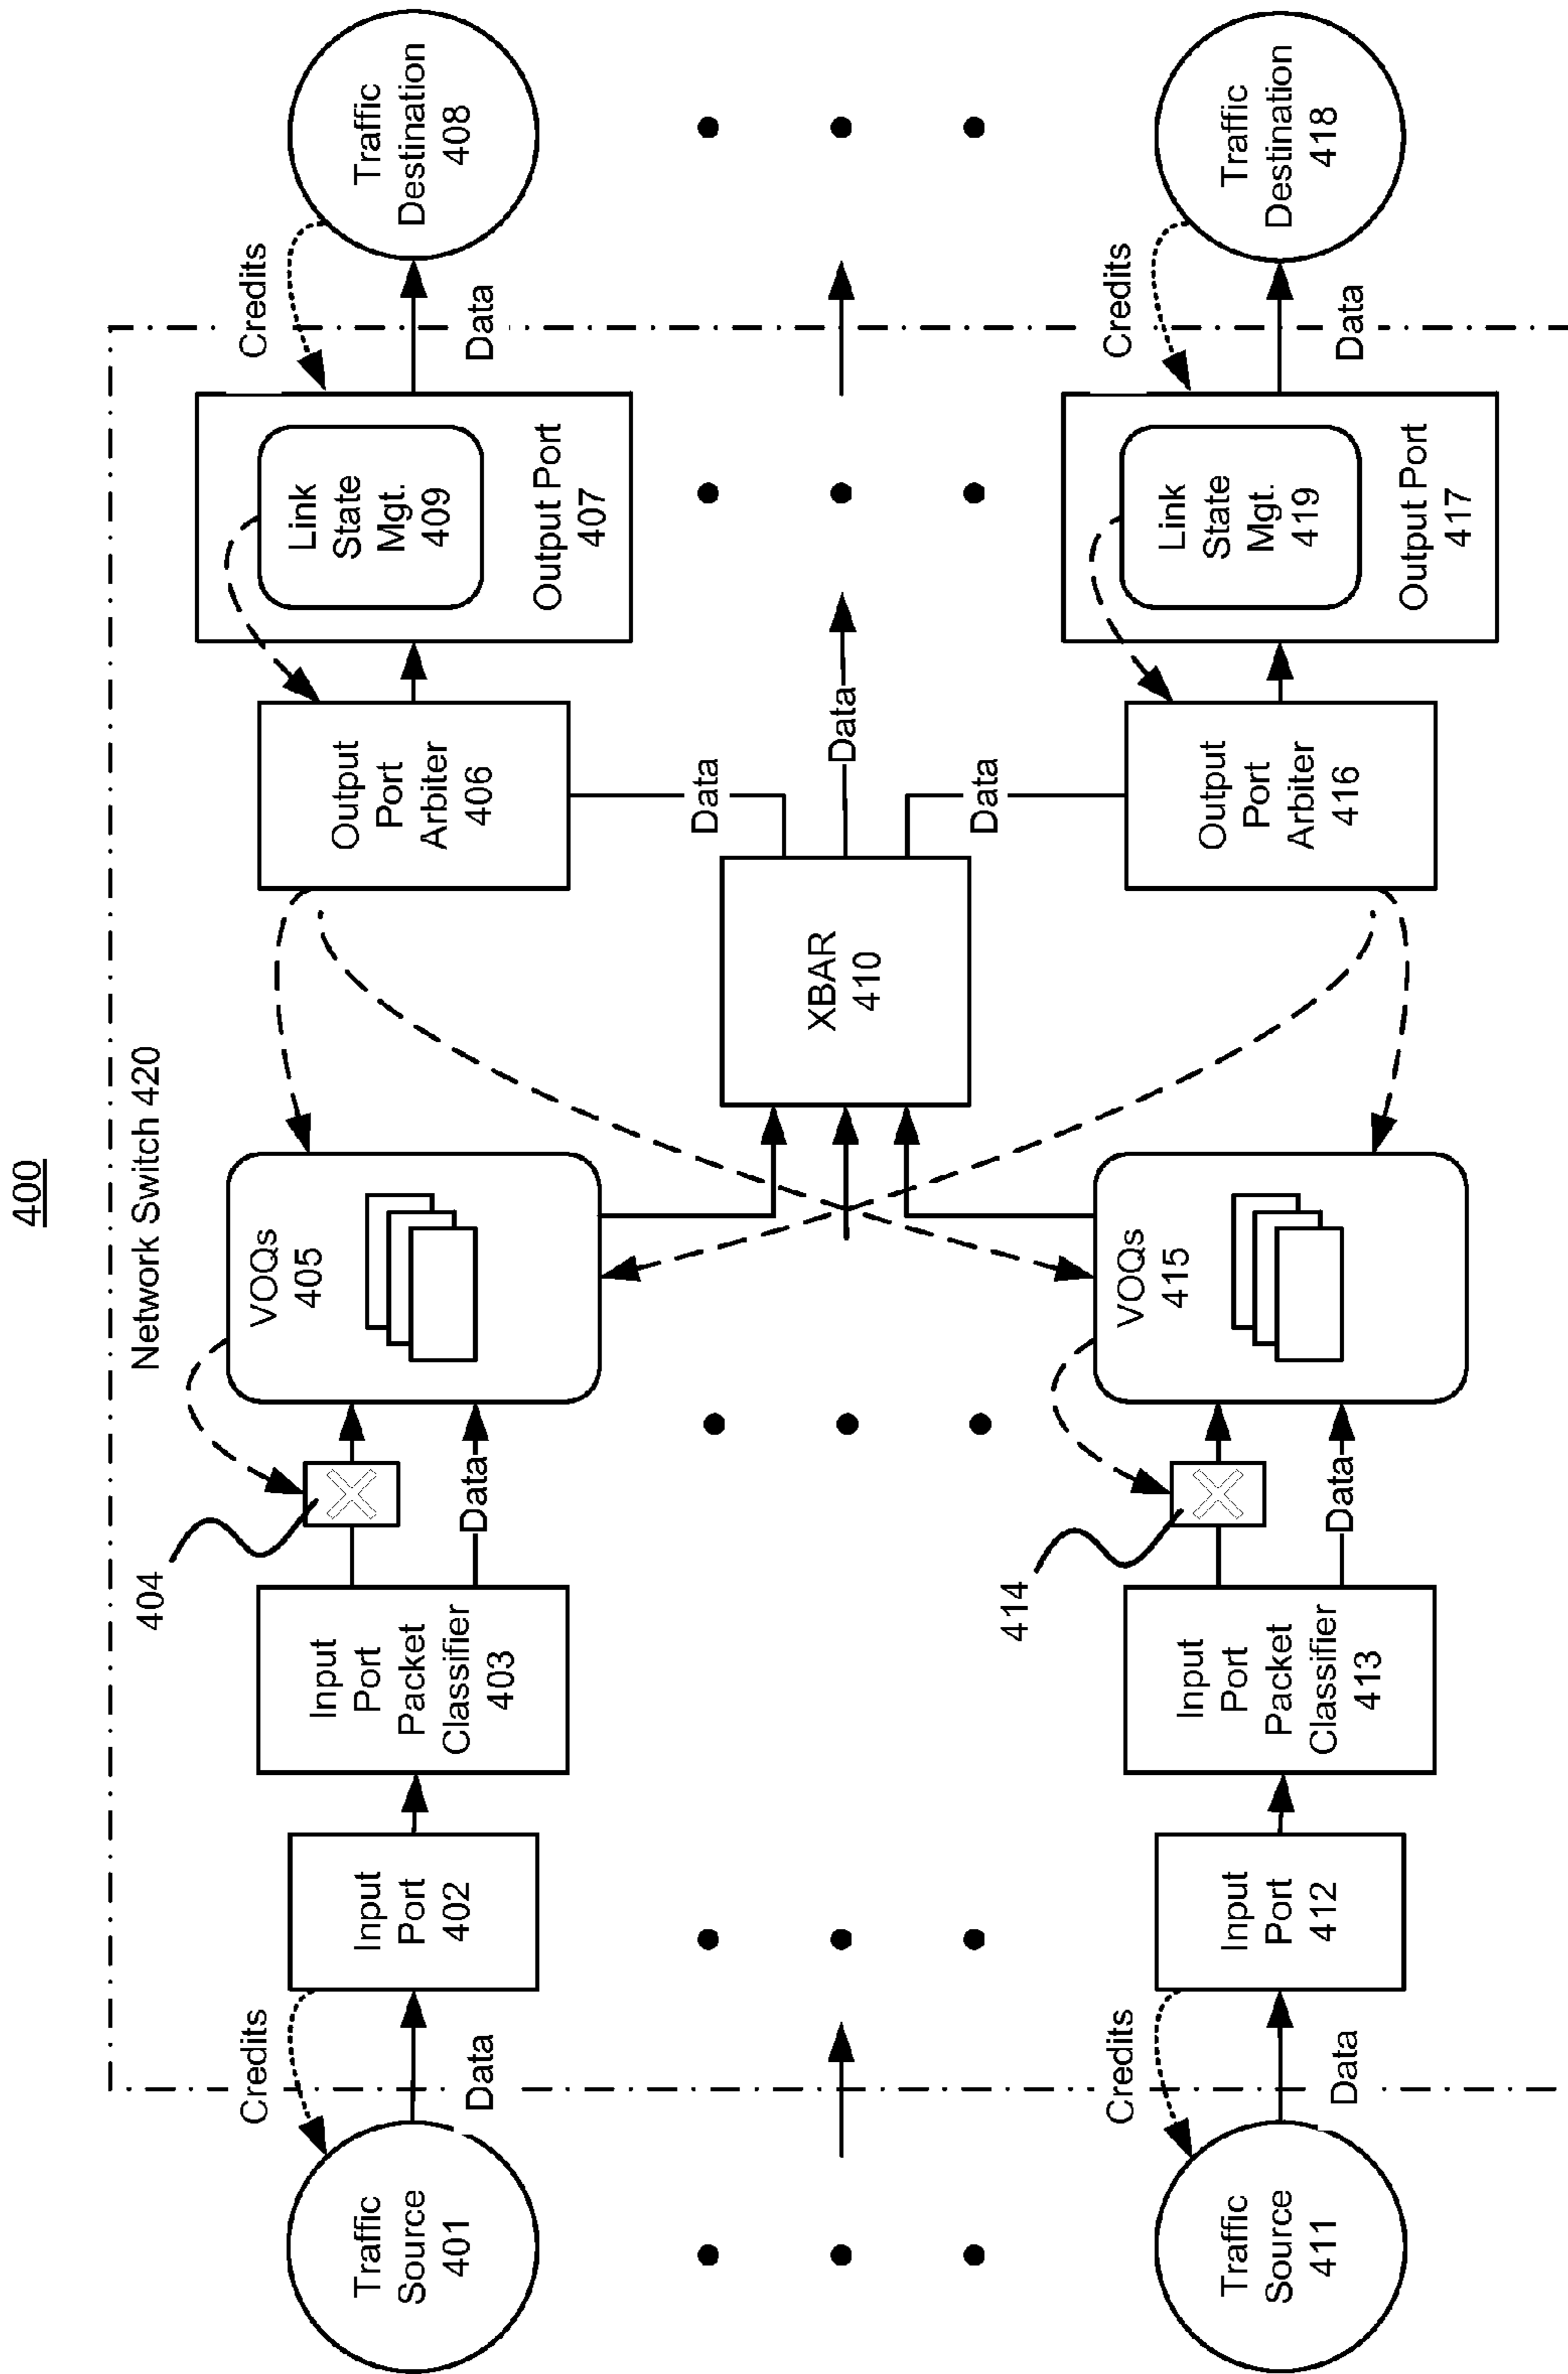 400
Network Switch 420
Traffic
Source
401
Credits
Data
Input
Port
402
Input
Port
Packet
Classifier
403
404
Data
VOQs
405
Output
Port
Arbiter
406
Data
Link
State
Mgt.
409
Output Port
407
Credits
Data
Traffic
Destination
408
XBAR
410
Data
Traffic
Source
411
Credits
Data
Input
Port
412
Input
Port
Packet
Classifier
413
414
Data
VOQs
415
Data
Output
Port
Arbiter
416
Link
State
Mgt.
419
Output Port
417
Credits
Data
Traffic
Destination
418